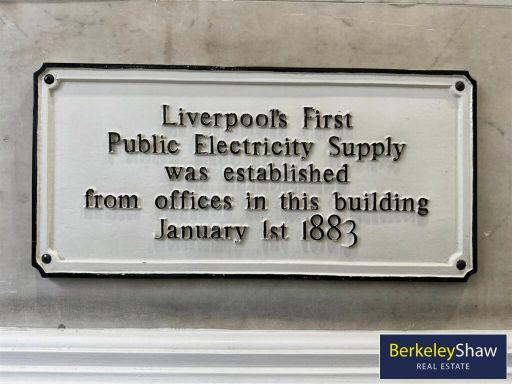 Liverpool's First
Public Electricity Supply
was established
from offices in this building
January 1st 1883
BerkeleyShaw
REAL ESTATE